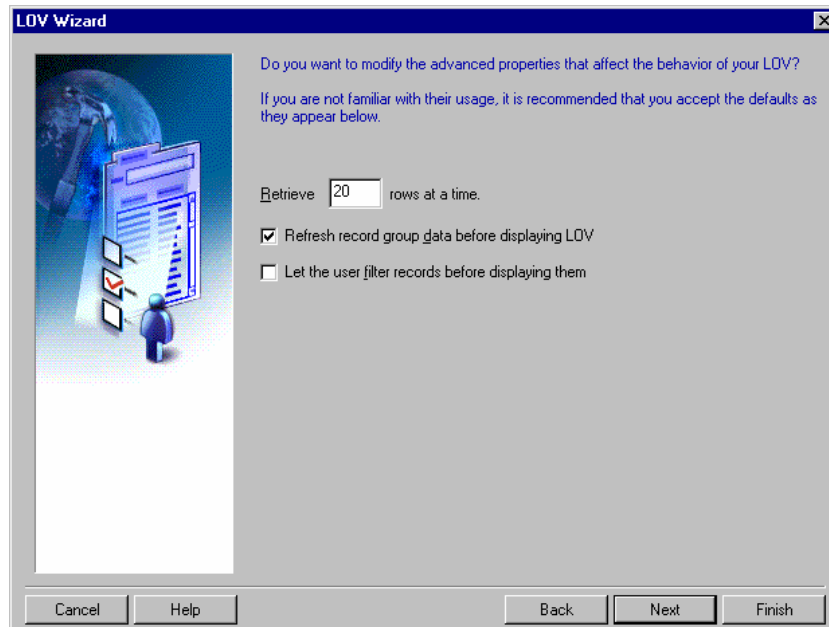 LOV Wizard
Do you want to modify the advanced properties that affect the behavior of your LOV?
If you are not familiar with their usage, it is recommended that you accept the defaults as
they appear below.
Retrieve 20 rows at a time.
Refresh record group data before displaying LOV
Let the user filter records before displaying them
Cancel Help Back Next Finish